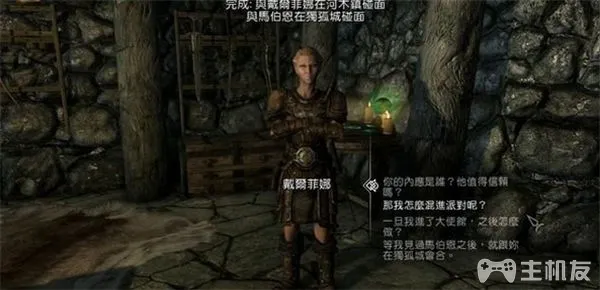 完成: 與戴爾菲娜在河木鎮碰面
與馬伯恩在獨孤城碰面
戴爾菲娜
你的內應是誰？他值得信賴
嗎？
那我怎麼混進派對呢？
一旦我進了大使館，之後怎麼
做？
等我見過馬伯恩之後，就跟妳
在獨孤城會合。
主机友